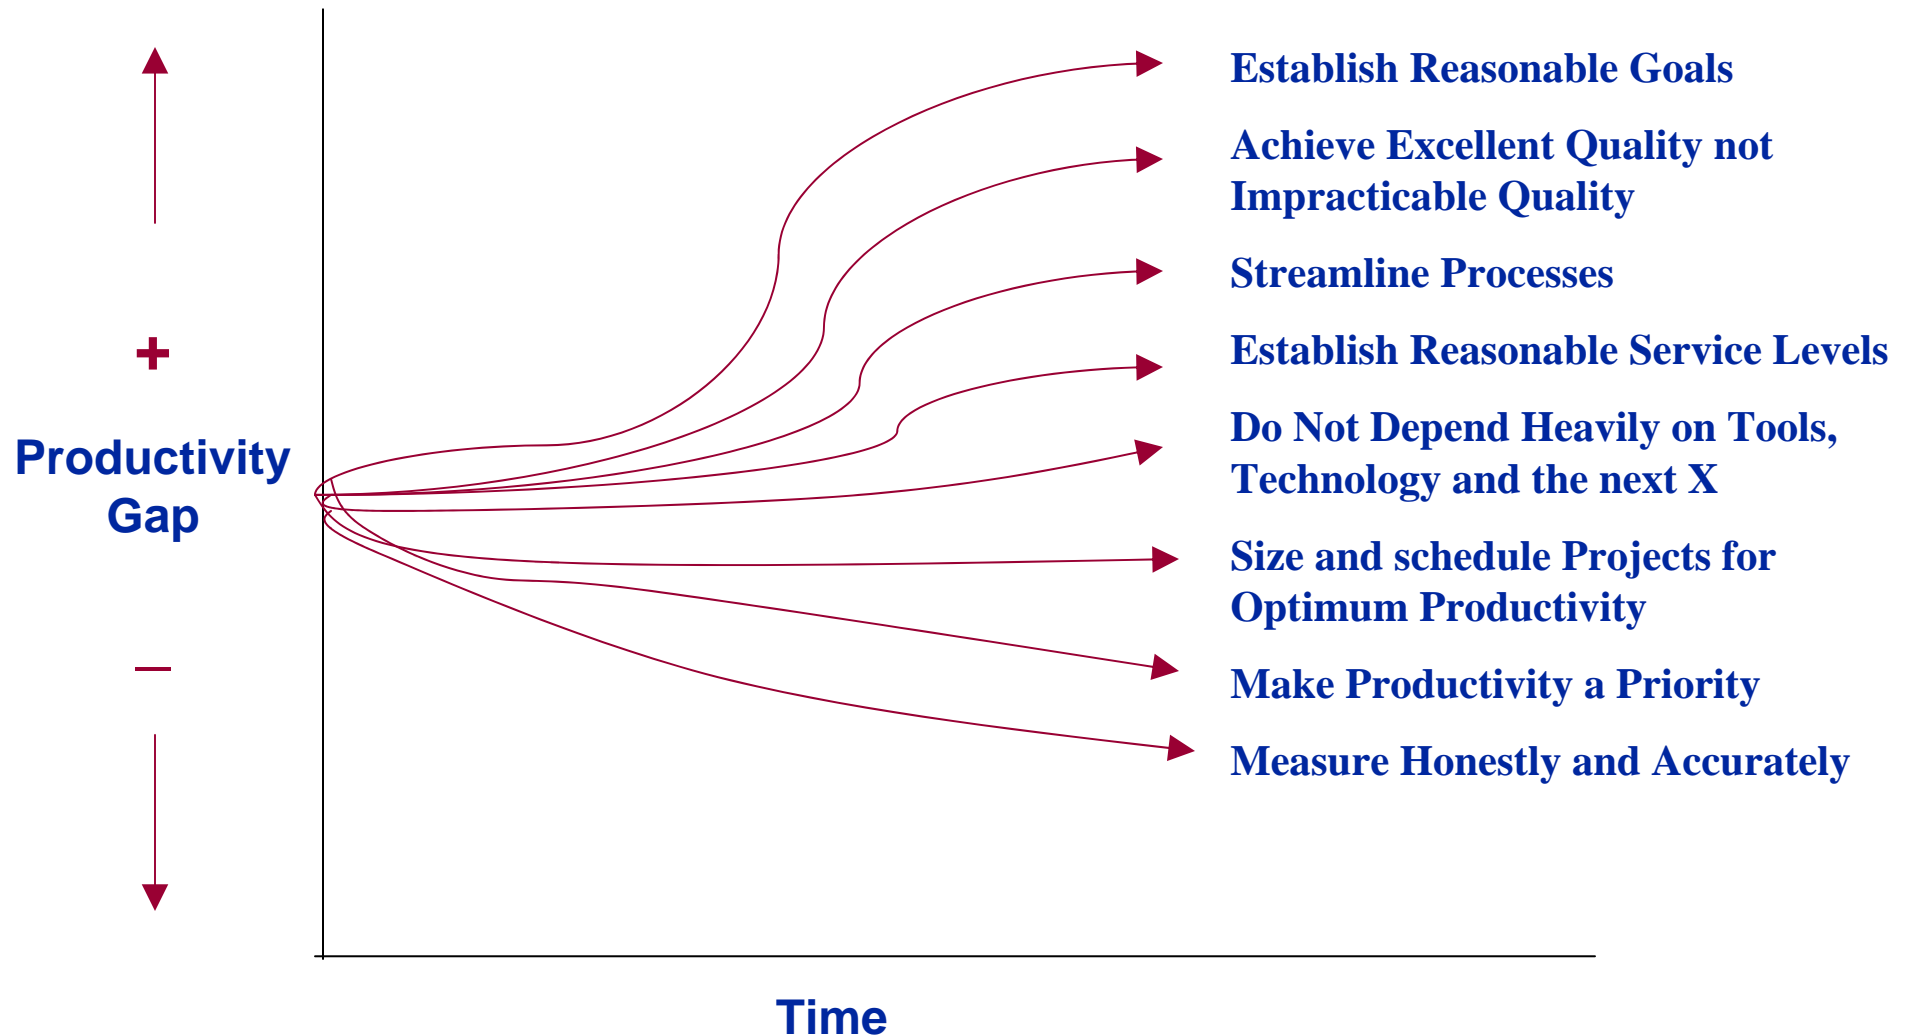 Establish Reasonable Goals
Achieve Excellent Quality not
Impracticable Quality
Streamline Processes
Establish Reasonable Service Levels
Do Not Depend Heavily on Tools,
Technology and the next X
Size and schedule Projects for
Optimum Productivity
Make Productivity a Priority
Measure Honestly and Accurately
+
Productivity
Gap
–
Time